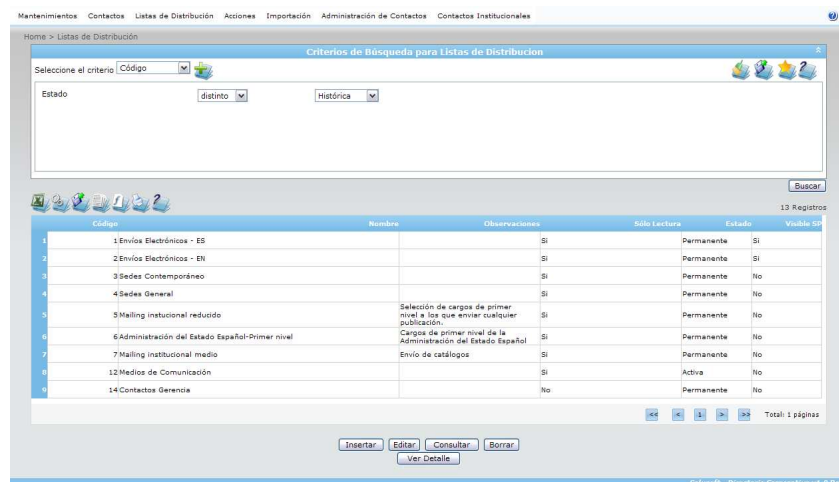 Mantenimientos Contactos Listas de Distribución Acciones Importación Administración de Contactos Contactos Institucionales
Home > Listas de Distribución
Criterios de Búsqueda para Listas de Distribucion
Seleccione el criterio Código
Estado distinto Histórica
Buscar
13 Registros
Código Nombre Observaciones Sólo Lectura Estado Visible SP
1 1 Envíos Electrónicos - ES Si Permanente Si
2 2 Envíos Electrónicos - EN Si Permanente Si
3 3 Sedes Contemporáneo Si Permanente No
4 4 Sedes General Si Permanente No
5 5 Mailing instucional reducido Selección de cargos de primer nivel a los que enviar cualquier publicación. Si Permanente No
6 6 Administración del Estado Español-Primer nivel Cargos de primer nivel de la Administración del Estado Español Si Permanente No
7 7 Mailing institucional medio Envío de catálogos Si Permanente No
8 12 Medios de Comunicación Si Activa No
9 14 Contactos Gerencia No Permanente No
<< < 1 > >> Total: 1 páginas
Insertar Editar Consultar Borrar
Ver Detalle